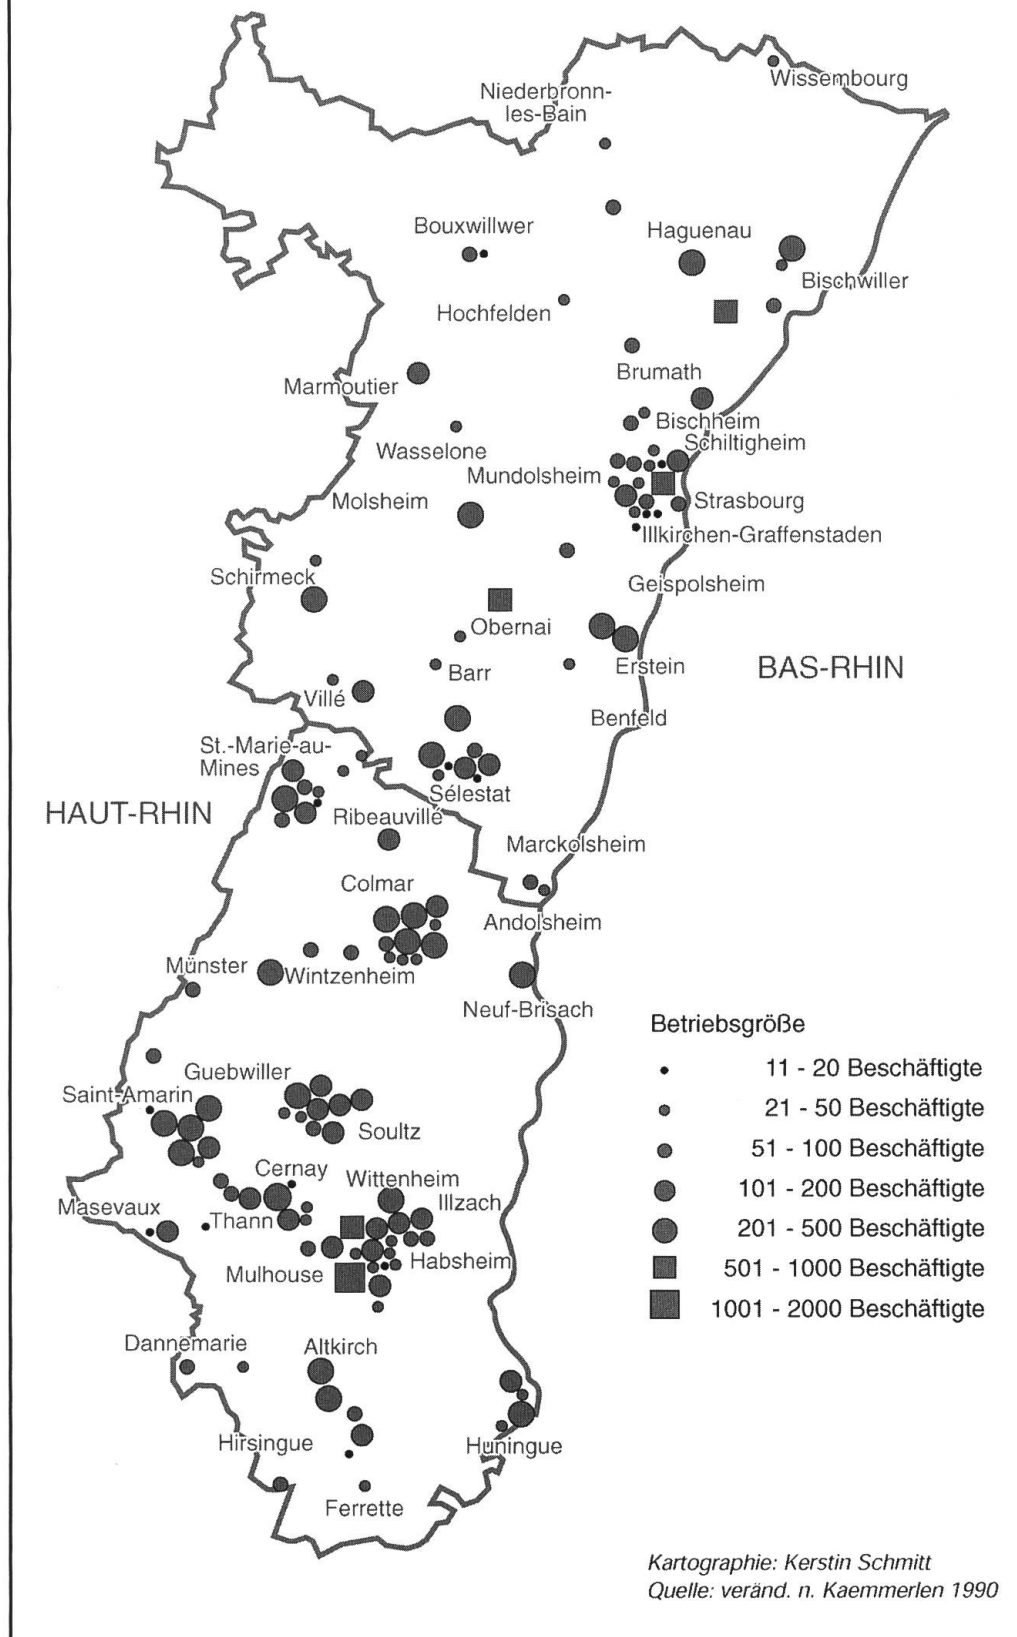 Wissembourg
Niederbronn-
les-Bain
Bouxwillwer
Haguenau
Bischwiller
Hochfelden
Brumath
Marmoutier
Bischheim
Schiltigheim
Wasselone
Mundolsheim
Molsheim
Strasbourg
Illkirchen-Graffenstaden
Schirmeck
Geispolsheim
Obernai
Erstein
BAS-RHIN
Barr
Villé
Benfeld
St.-Marie-au-
Mines
Sélestat
HAUT-RHIN
Ribeauvillé
Marckolsheim
Colmar
Andolsheim
Münster
Wintzenheim
Neuf-Brisach
Guebwiller
Saint-Amarin
Soultz
Cernay
Wittenheim
Masevaux
Illzach
Thann
Habsheim
Mulhouse
Dannemarie
Altkirch
Hirsingue
Huningue
Ferrette
Betriebsgröße
11 - 20 Beschäftigte
21 - 50 Beschäftigte
51 - 100 Beschäftigte
101 - 200 Beschäftigte
201 - 500 Beschäftigte
501 - 1000 Beschäftigte
1001 - 2000 Beschäftigte
Kartographie: Kerstin Schmitt
Quelle: veränd. n. Kaemmerlen 1990